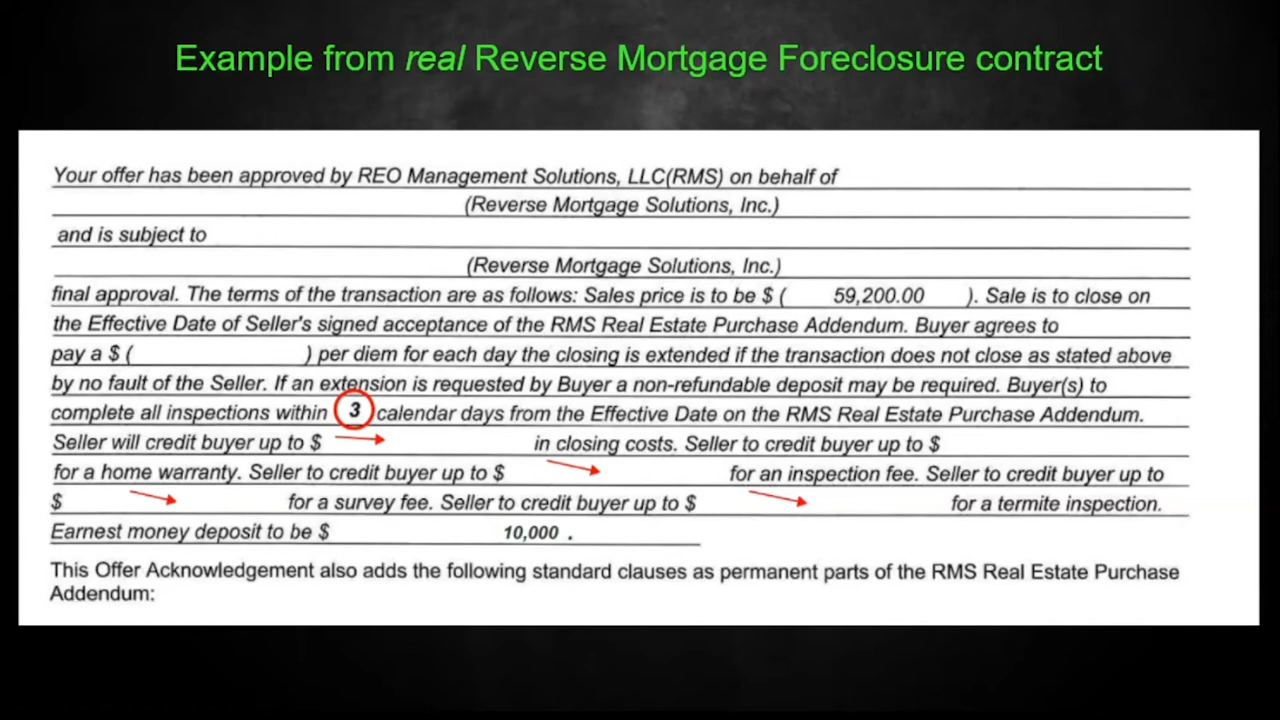 Example from real Reverse Mortgage Foreclosure contract
Your offer has been approved by REO Management Solutions, LLC(RMS) on behalf of
(Reverse Mortgage Solutions, Inc.)
and is subject to
(Reverse Mortgage Solutions, Inc.)
final approval. The terms of the transaction are as follows: Sales price is to be $ ( 59,200.00 ). Sale is to close on
the Effective Date of Seller's signed acceptance of the RMS Real Estate Purchase Addendum. Buyer agrees to
pay a $ ( ) per diem for each day the closing is extended if the transaction does not close as stated above
by no fault of the Seller. If an extension is requested by Buyer a non-refundable deposit may be required. Buyer(s) to
complete all inspections within 3 calendar days from the Effective Date on the RMS Real Estate Purchase Addendum.
Seller will credit buyer up to $ in closing costs. Seller to credit buyer up to $
for a home warranty. Seller to credit buyer up to $ for an inspection fee. Seller to credit buyer up to
$ for a survey fee. Seller to credit buyer up to $ for a termite inspection.
Earnest money deposit to be $ 10,000 .
This Offer Acknowledgement also adds the following standard clauses as permanent parts of the RMS Real Estate Purchase
Addendum: